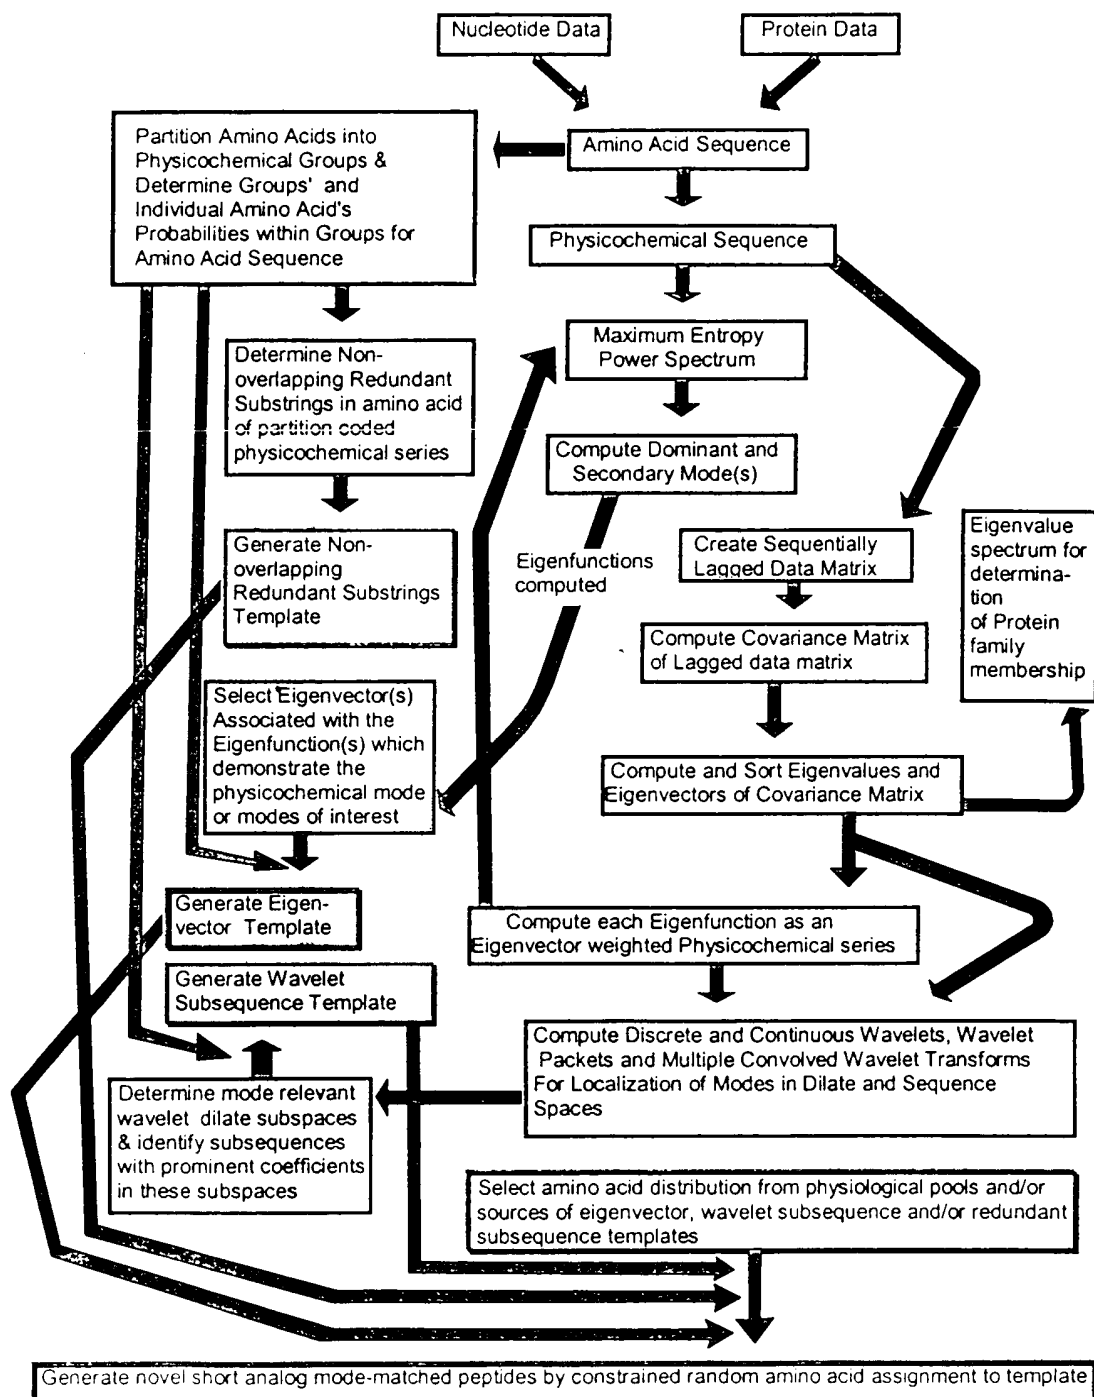 Nucleotide Data
Protein Data
Partition Amino Acids into
Physicochemical Groups &
Determine Groups' and
Individual Amino Acid's
Probabilities within Groups for
Amino Acid Sequence
Amino Acid Sequence
Physicochemical Sequence
Maximum Entropy
Power Spectrum
Determine Non-
overlapping Redundant
Substrings in amino acid
of partition coded
physicochemical series
Compute Dominant and
Secondary Mode(s)
Generate Non-
overlapping
Redundant Substrings
Template
Eigenfunctions
computed
Create Sequentially
Lagged Data Matrix
Eigenvalue
spectrum for
determina-
tion
of Protein
family
membership
Compute Covariance Matrix
of Lagged data matrix
Select Eigenvector(s)
Associated with the
Eigenfunction(s) which
demonstrate the
physicochemical mode
or modes of interest
Compute and Sort Eigenvalues and
Eigenvectors of Covariance Matrix
Generate Eigen-
vector Template
Compute each Eigenfunction as an
Eigenvector weighted Physicochemical series
Generate Wavelet
Subsequence Template
Compute Discrete and Continuous Wavelets, Wavelet
Packets and Multiple Convolved Wavelet Transforms
For Localization of Modes in Dilate and Sequence
Spaces
Determine mode relevant
wavelet dilate subspaces
& identify subsequences
with prominent coefficients
in these subspaces
Select amino acid distribution from physiological pools and/or
sources of eigenvector, wavelet subsequence and/or redundant
subsequence templates
Generate novel short analog mode-matched peptides by constrained random amino acid assignment to template